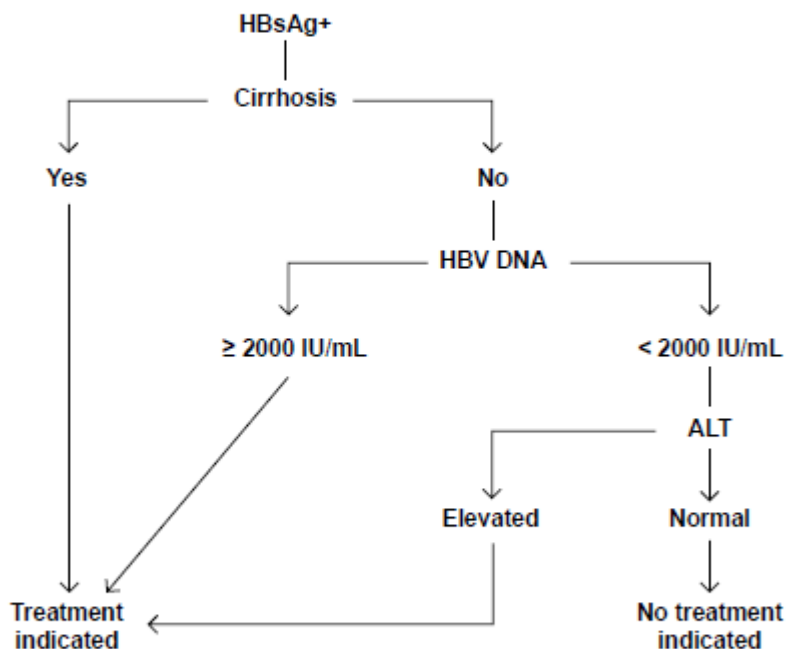 HBsAg+
Cirrhosis
Yes
No
HBV DNA
≥ 2000 IU/mL
< 2000 IU/mL
ALT
Elevated
Normal
Treatment
indicated
No treatment
indicated